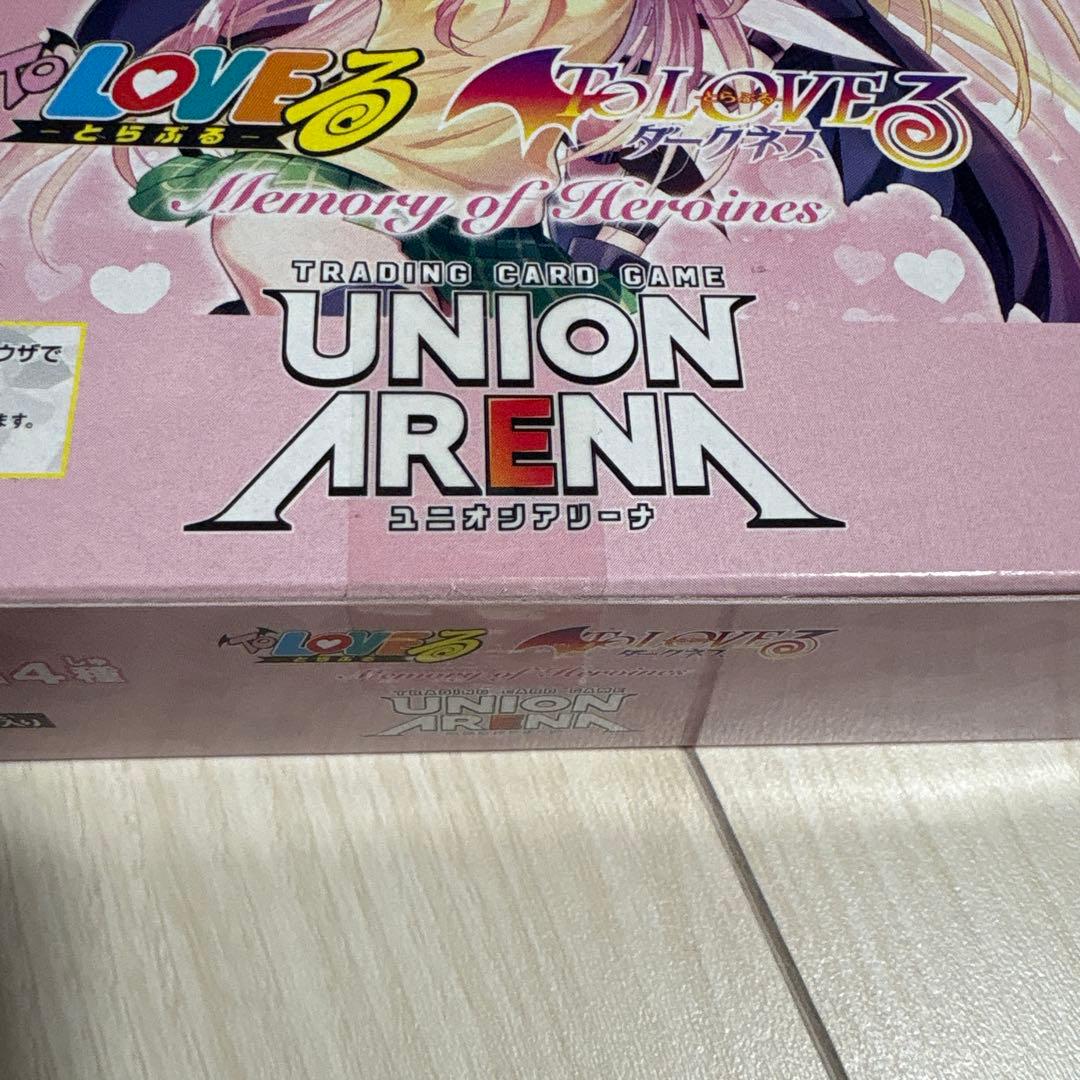 To LOVEる
-とらぶる-
To LOVEる
とらぶる
ダークネス
Memory of Heroines
TRADING CARD GAME
UNION
ARENA
ユニオンアリーナ
ウザで
ます。
To LOVEる
とらぶる
To LOVEる
ダークネス
Memory of Heroines
TRADING CARD GAME
UNION
ARENA
4種
入り